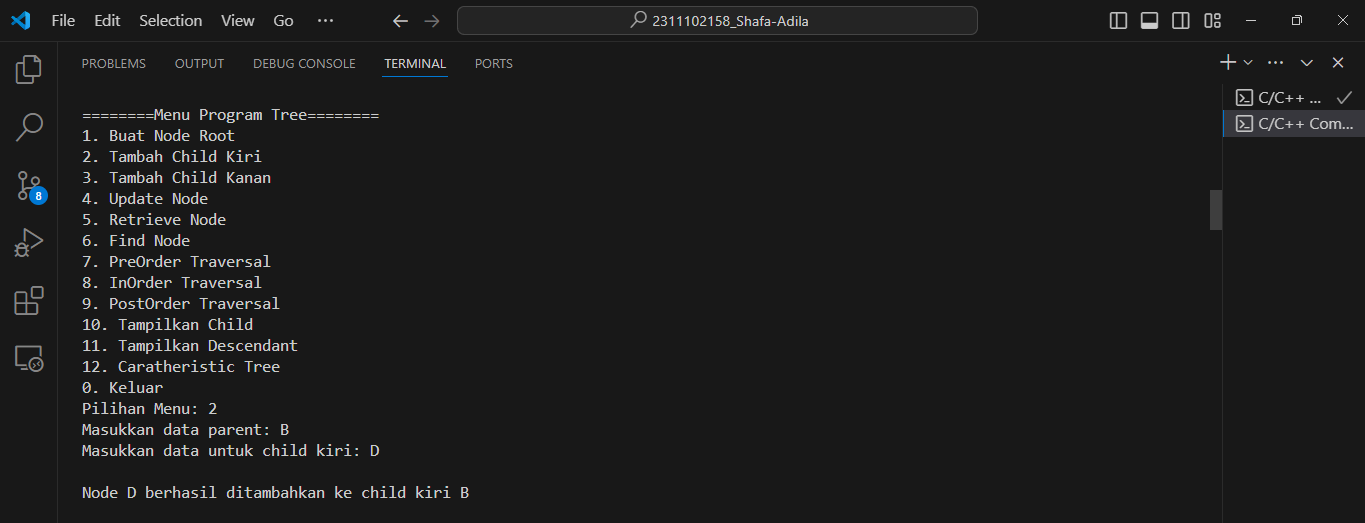 File Edit Selection View Go ··· 2311102158_Shafa-Adila
PROBLEMS OUTPUT DEBUG CONSOLE TERMINAL PORTS
========Menu Program Tree========
1. Buat Node Root
2. Tambah Child Kiri
3. Tambah Child Kanan
4. Update Node
5. Retrieve Node
6. Find Node
7. PreOrder Traversal
8. InOrder Traversal
9. PostOrder Traversal
10. Tampilkan Child
11. Tampilkan Descendant
12. Caratheristic Tree
0. Keluar
Pilihan Menu: 2
Masukkan data parent: B
Masukkan data untuk child kiri: D
Node D berhasil ditambahkan ke child kiri B
C/C++ ...
C/C++ Com...
8